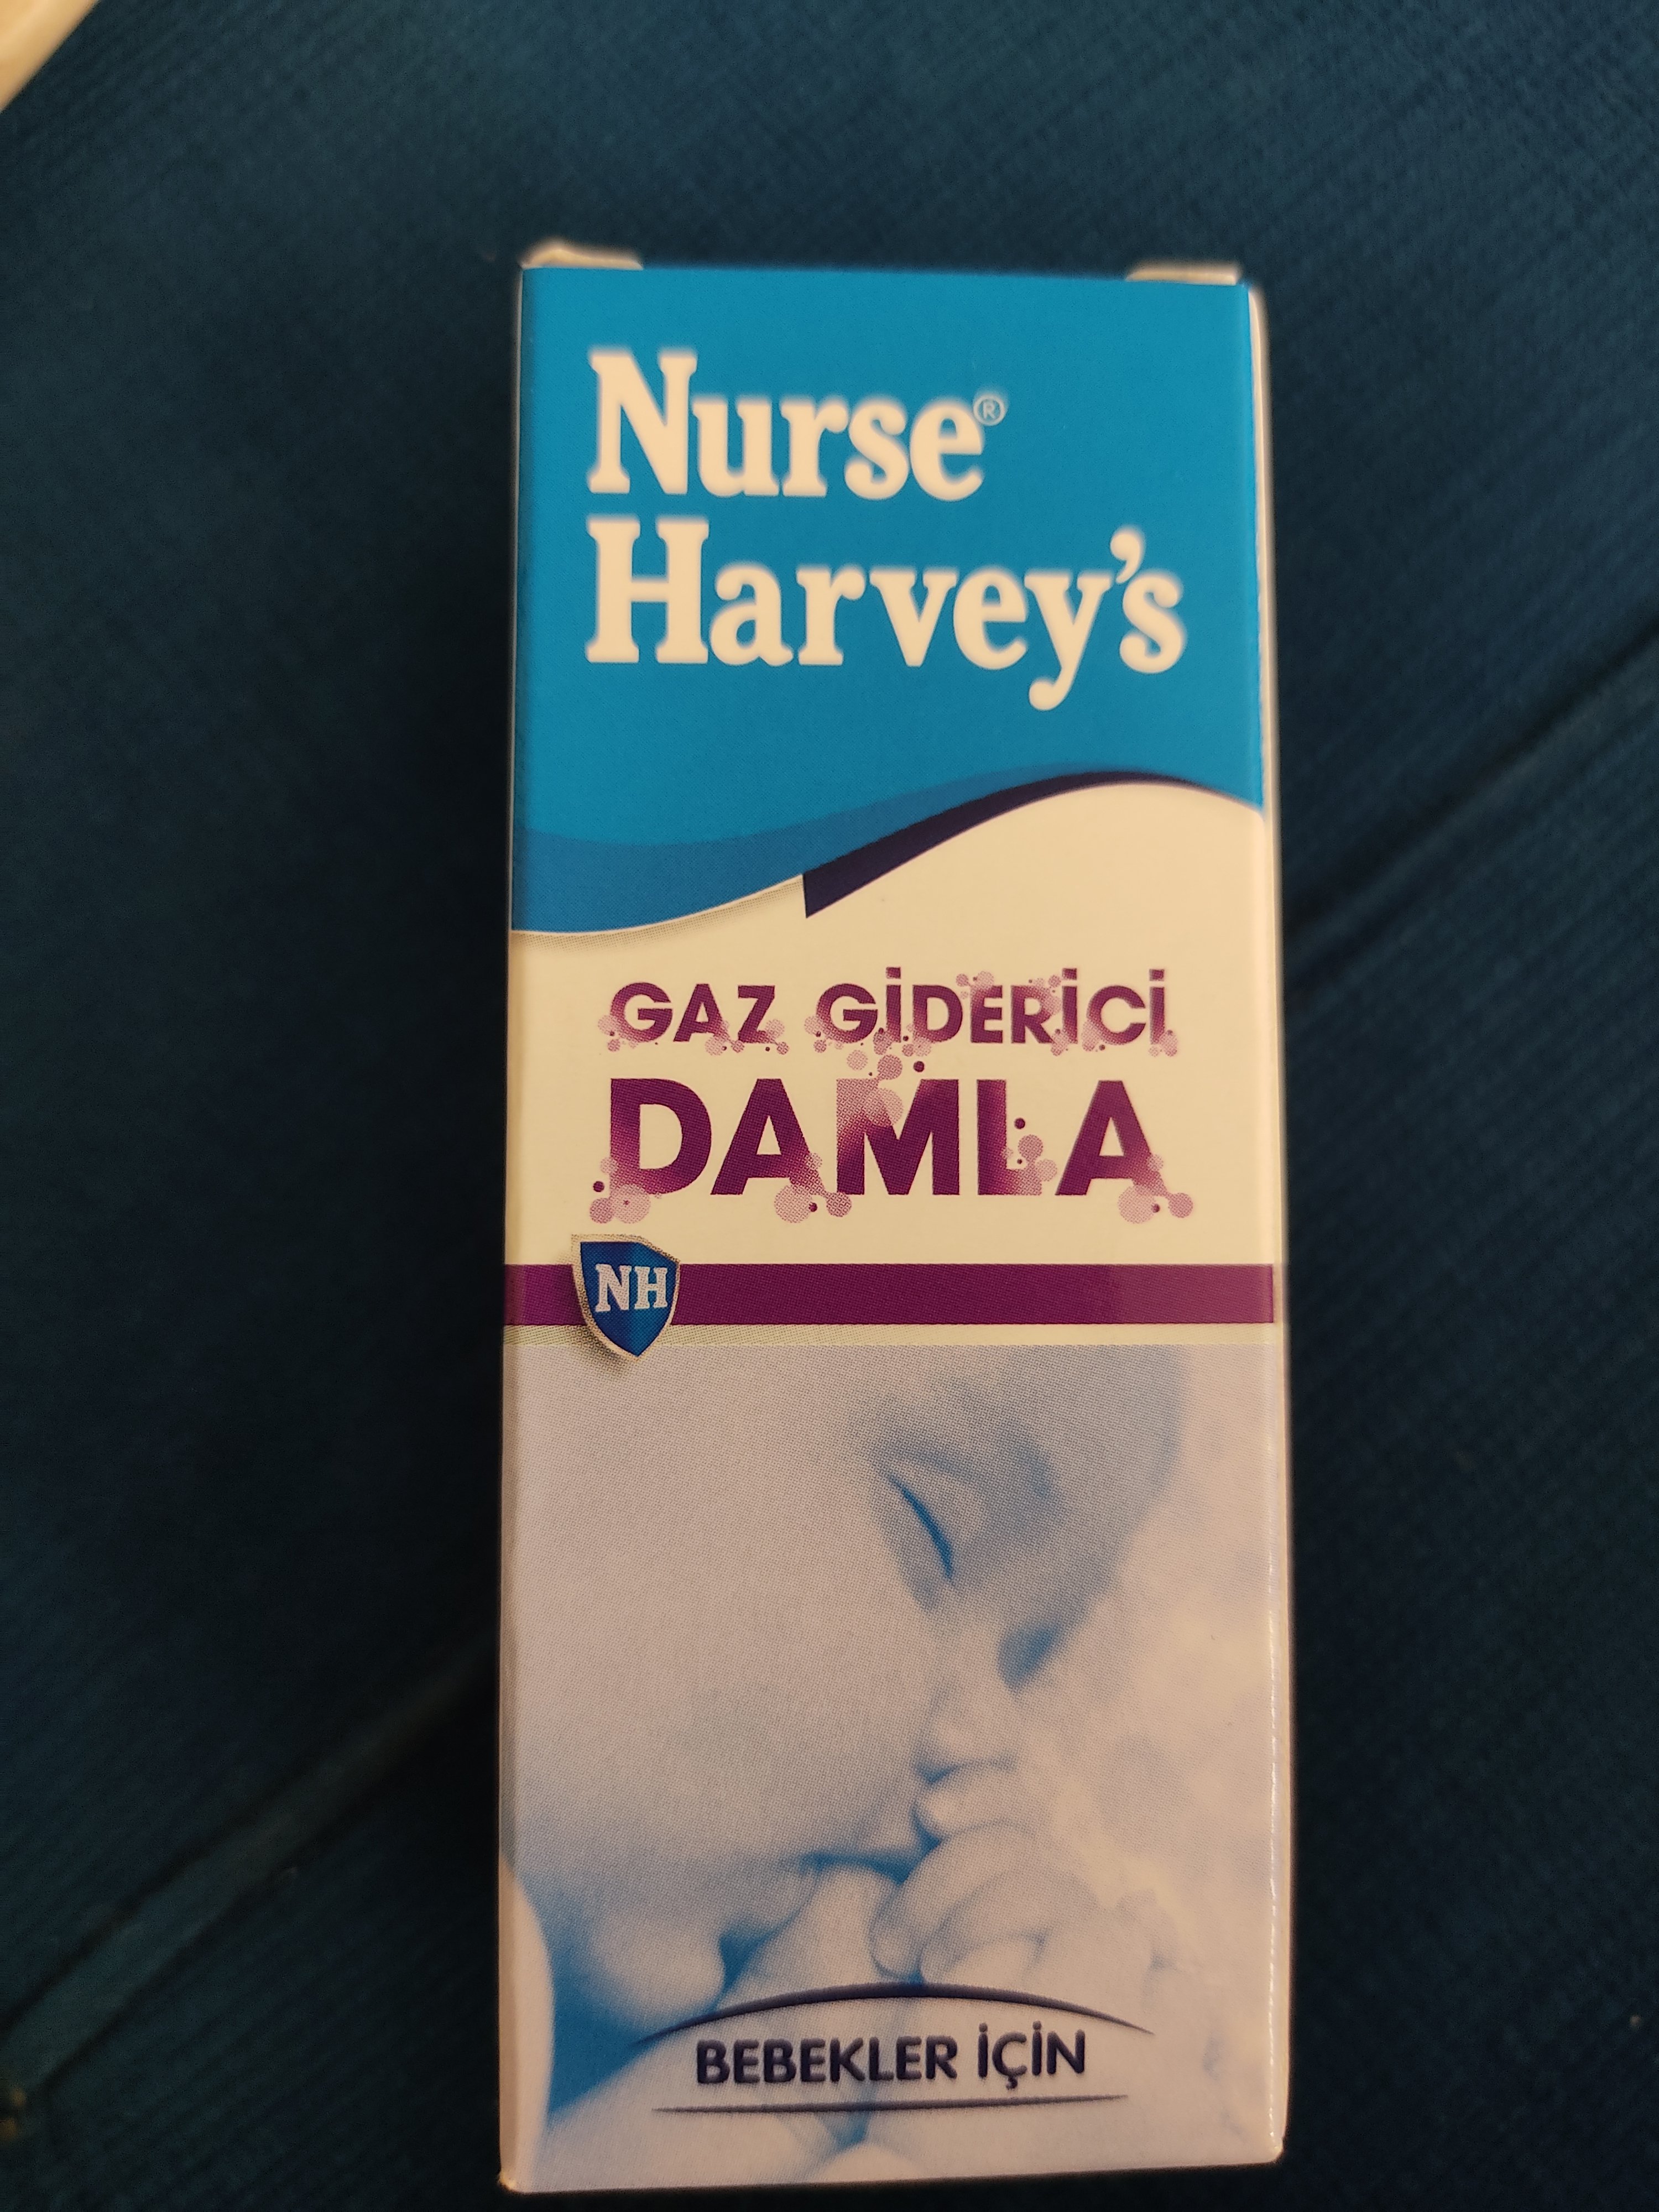 Nurse®
Harvey's
GAZ GİDERİCİ
DAMLA
NH
BEBEKLER İÇİN